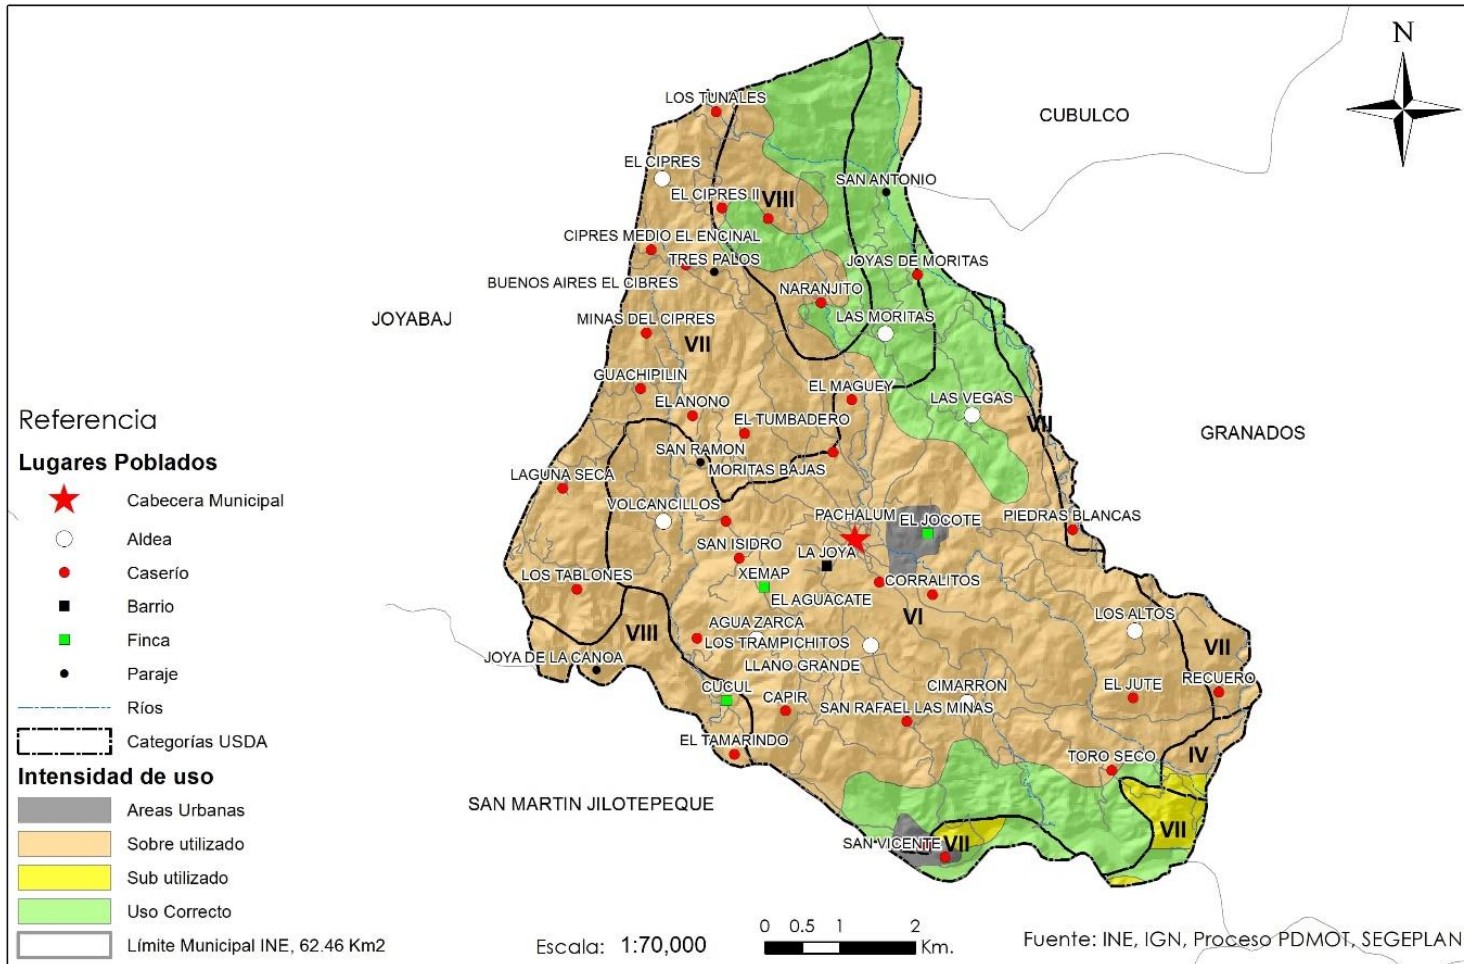 N
CUBULCO
LOS TUNALES
EL CIPRES
SAN ANTONIO
EL CIPRES II
VIII
CIPRES MEDIO EL ENCINAL
TRES PALOS
JOYAS DE MORITAS
BUENOS AIRES EL CIBRES
NARANJITO
JOYABAJ
MINAS DEL CIPRES
LAS MORITAS
VII
GUACHIPILIN
EL MAGUEY
EL ANONO
LAS VEGAS
EL TUMBADERO
VII
GRANADOS
SAN RAMON
MORITAS BAJAS
LAGUNA SECA
VOLCANCILLOS
PACHALUM
EL JOCOTE
PIEDRAS BLANCAS
SAN ISIDRO
LA JOYA
LOS TABLONES
XEMAP
CORRALITOS
EL AGUACATE
VI
LOS ALTOS
AGUA ZARCA
VIII
LOS TRAMPICHITOS
VII
JOYA DE LA CANOA
LLANO GRANDE
RECUERO
CUCUL
CAPIR
CIMARRON
EL JUTE
SAN RAFAEL LAS MINAS
EL TAMARINDO
TORO SECO
IV
SAN MARTIN JILOTEPEQUE
VII
SAN VICENTE
VII
Referencia
Lugares Poblados
Cabecera Municipal
Aldea
Caserío
Barrio
Finca
Paraje
Ríos
Categorías USDA
Intensidad de uso
Areas Urbanas
Sobre utilizado
Sub utilizado
Uso Correcto
Límite Municipal INE, 62.46 Km2
Escala: 1:70,000
0 0.5 1 2
Km.
Fuente: INE, IGN, Proceso PDMOT, SEGEPLAN